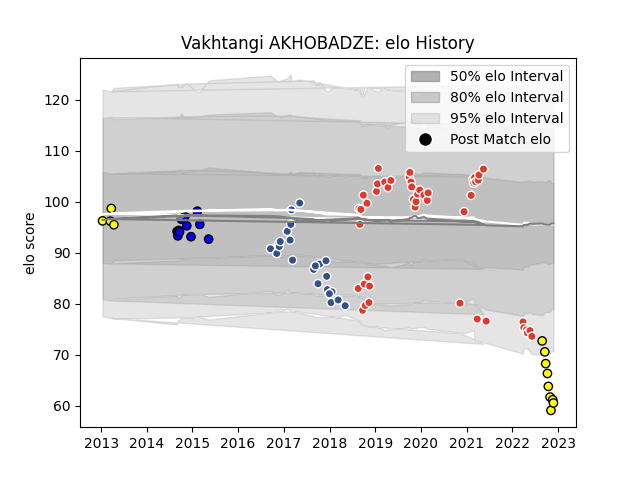 Vakhtangi AKHOBADZE: elo History
50% elo Interval
80% elo Interval
95% elo Interval
Post Match elo
elo score
120
110
100
90
80
70
60
2013 2014 2015 2016 2017 2018 2019 2020 2021 2022 2023